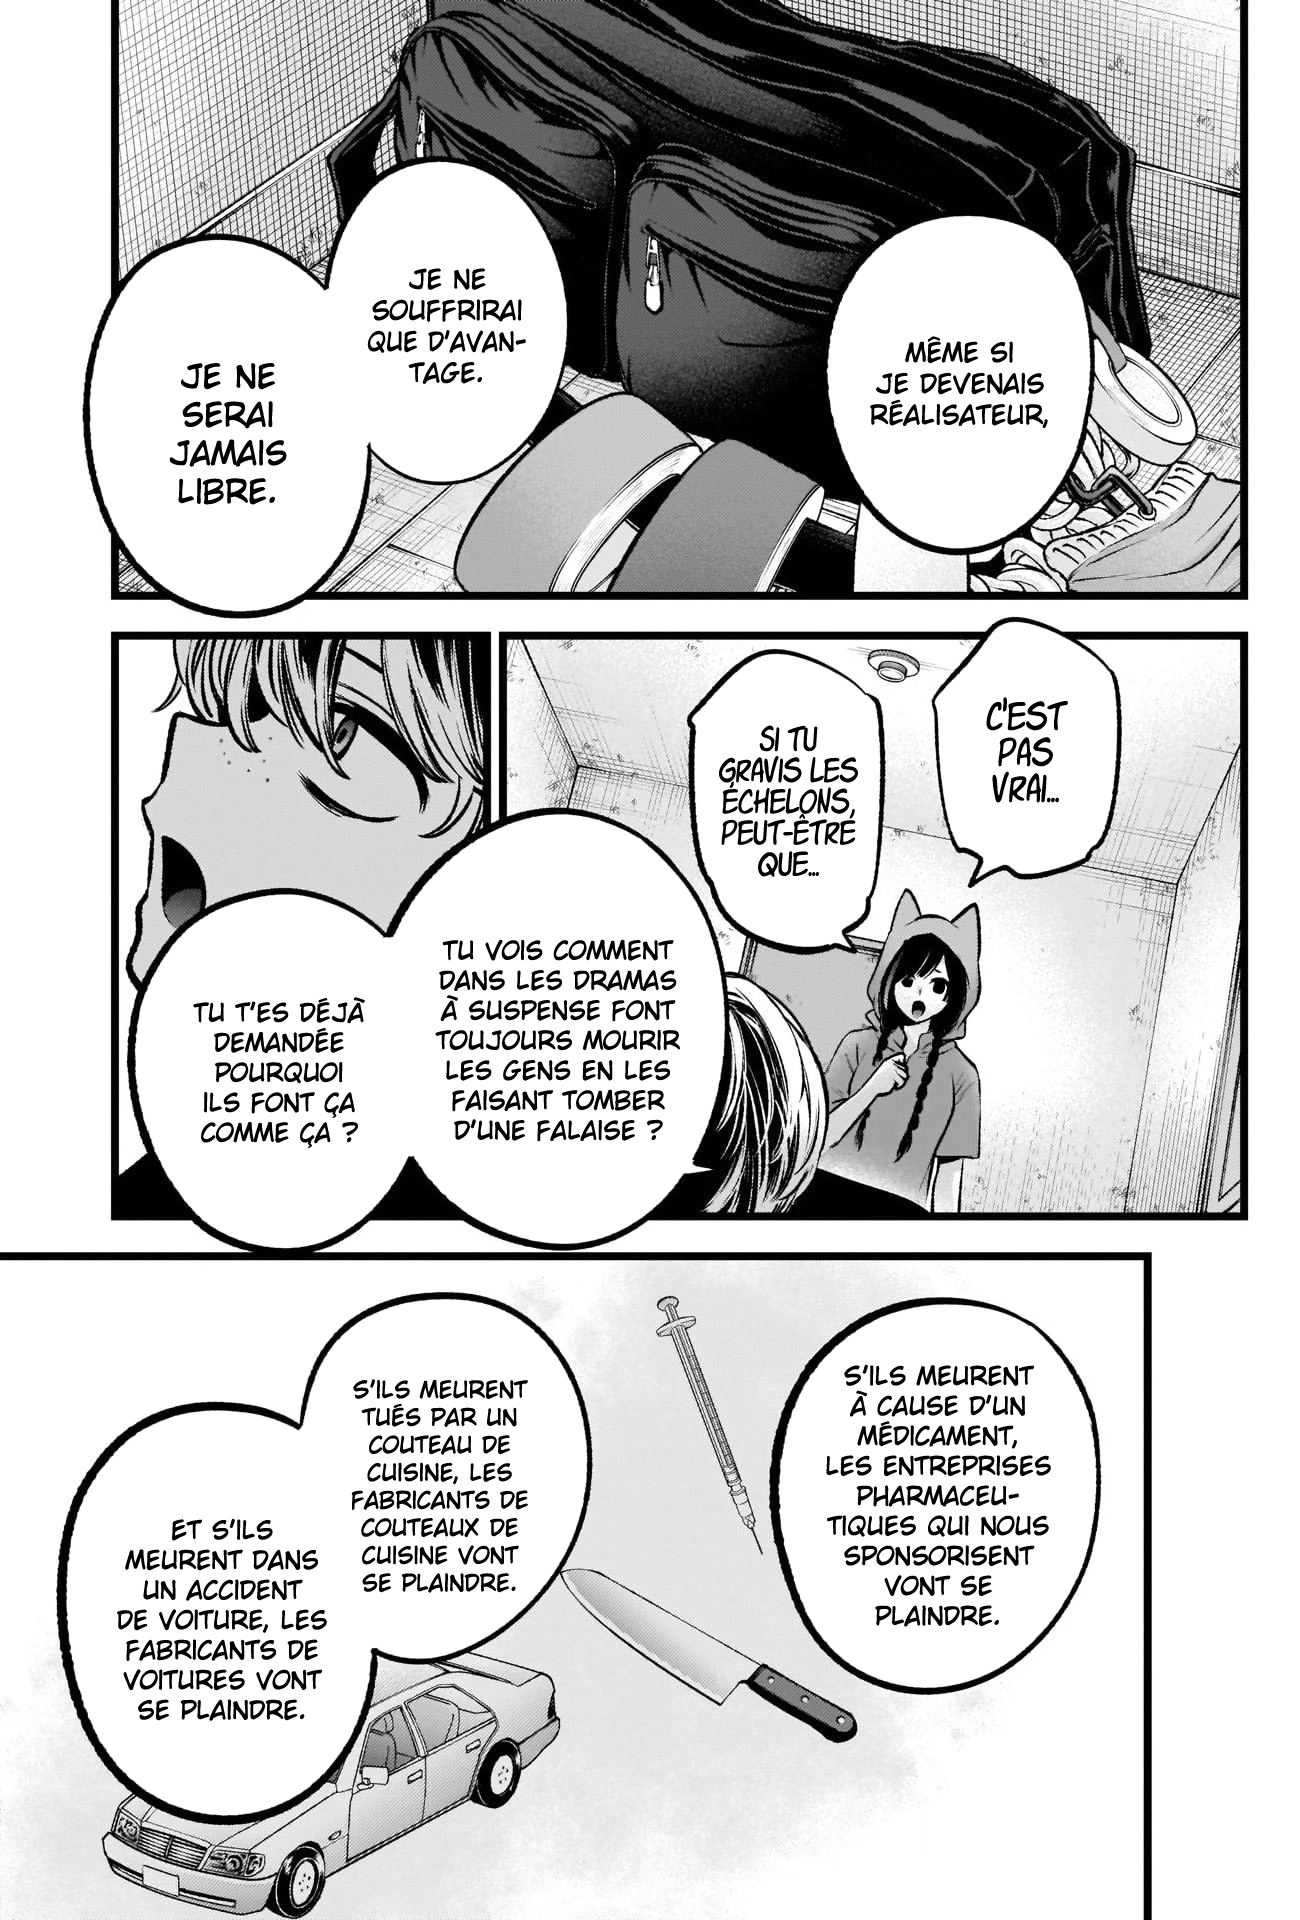 MÊME SI
JE DEVENAIS
RÉALISATEUR,
JE NE
SOUFFRIRAI
QUE D'AVAN-
TAGE.
JE NE
SERAI
JAMAIS
LIBRE.
C'EST
PAS
VRAI...
SI TU
GRAVIS LES
ÉCHELONS,
PEUT-ÊTRE
QUE...
TU VOIS COMMENT
DANS LES DRAMAS
À SUSPENSE FONT
TOUJOURS MOURIR
LES GENS EN LES
FAISANT TOMBER
D'UNE FALAISE ?
TU T'ES DÉJÀ
DEMANDÉE
POURQUOI
ILS FONT ÇA
COMME ÇA ?
S'ILS MEURENT
À CAUSE D'UN
MÉDICAMENT,
LES ENTREPRISES
PHARMACEU-
TIQUES QUI NOUS
SPONSORISENT
VONT SE
PLAINDRE.
S'ILS MEURENT
TUÉS PAR UN
COUTEAU DE
CUISINE, LES
FABRICANTS DE
COUTEAUX DE
CUISINE VONT
SE PLAINDRE.
ET S'ILS
MEURENT DANS
UN ACCIDENT
DE VOITURE, LES
FABRICANTS DE
VOITURES VONT
SE PLAINDRE.